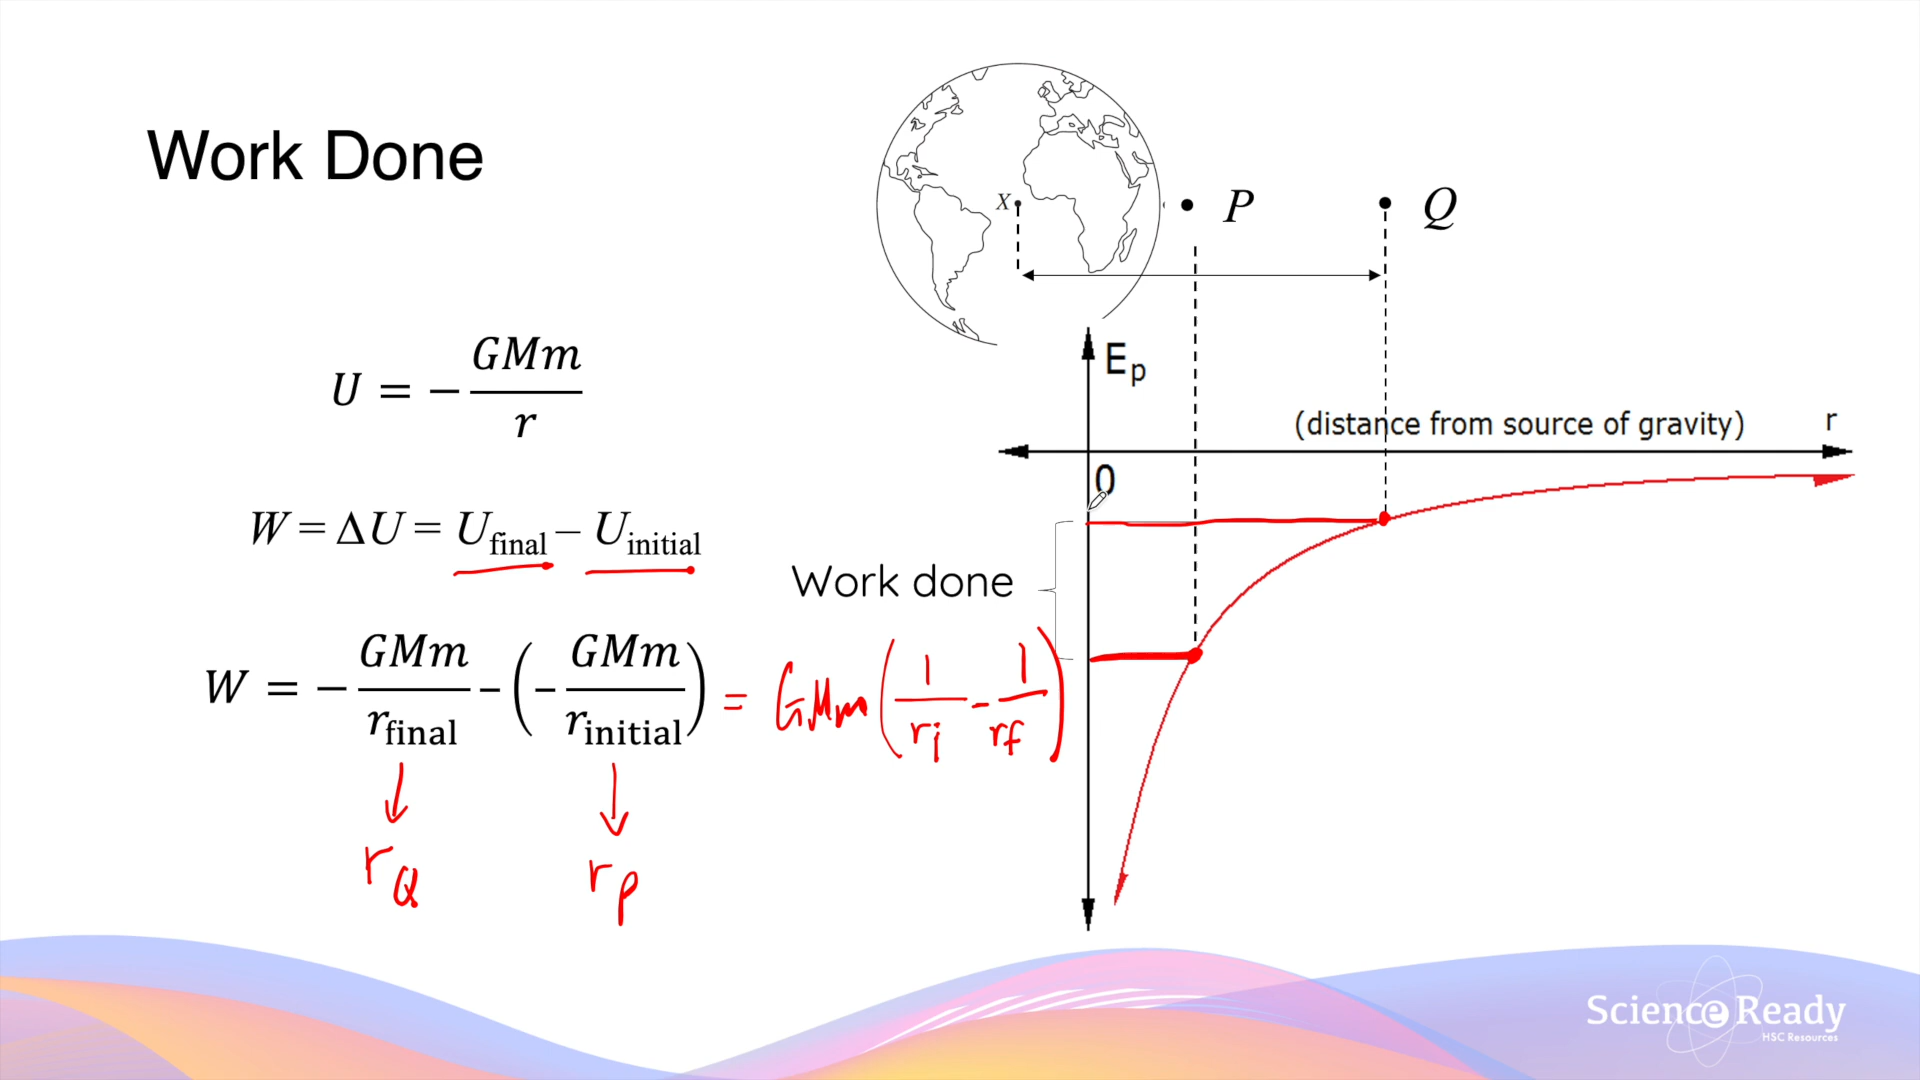 Work Done
X
P
Q
U = − GMm / r
E_p
(distance from source of gravity) r
0
W = ΔU = U_final − U_initial
Work done
W = − GMm / r_final − (− GMm / r_initial) = GMm (1 / r_i − 1 / r_f)
r_Q
r_P
Science Ready
HSC Resources